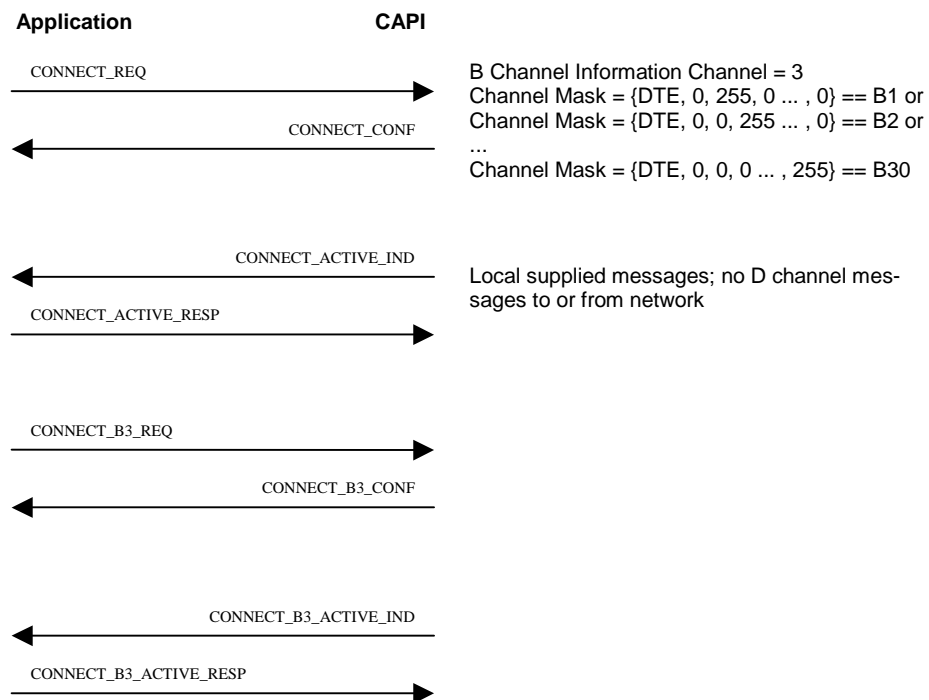 Application CAPI
CONNECT_REQ
B Channel Information Channel = 3
Channel Mask = {DTE, 0, 255, 0 ... , 0} == B1 or
CONNECT_CONF
Channel Mask = {DTE, 0, 0, 255 ... , 0} == B2 or
...
Channel Mask = {DTE, 0, 0, 0 ... , 255} == B30
CONNECT_ACTIVE_IND
Local supplied messages; no D channel mes-
sages to or from network
CONNECT_ACTIVE_RESP
CONNECT_B3_REQ
CONNECT_B3_CONF
CONNECT_B3_ACTIVE_IND
CONNECT_B3_ACTIVE_RESP